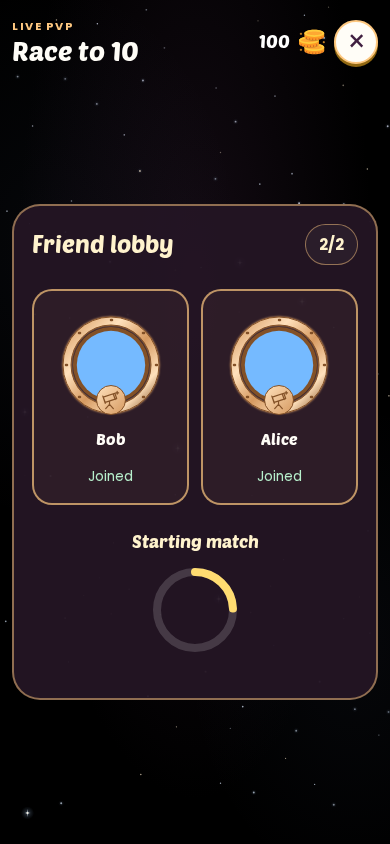 LIVE PVP
Race to 10
100
×
Friend lobby
2/2
Bob
Alice
Joined
Joined
Starting match